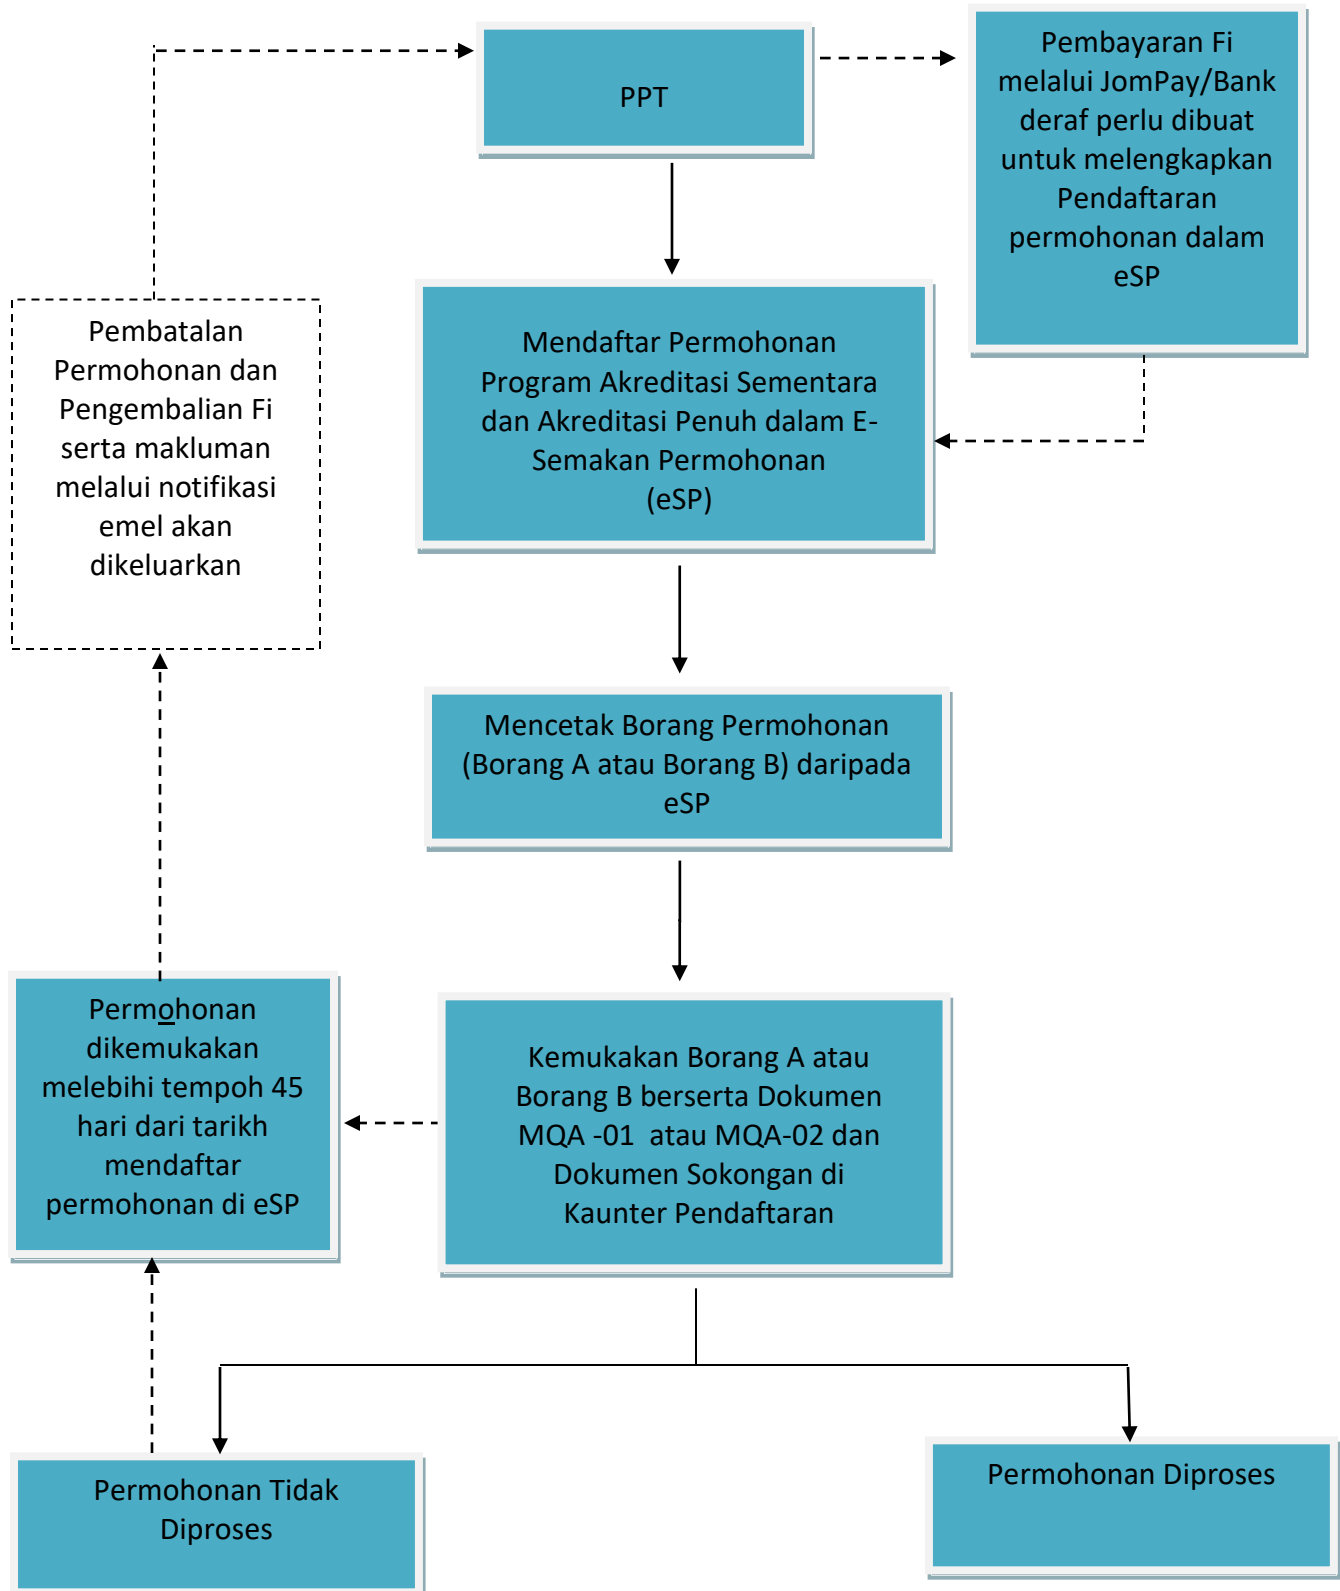 PPT
Pembayaran Fi
melalui JomPay/Bank
deraf perlu dibuat
untuk melengkapkan
Pendaftaran
permohonan dalam
eSP
Mendaftar Permohonan
Program Akreditasi Sementara
dan Akreditasi Penuh dalam E-
Semakan Permohonan
(eSP)
Pembatalan
Permohonan dan
Pengembalian Fi
serta makluman
melalui notifikasi
emel akan
dikeluarkan
Mencetak Borang Permohonan
(Borang A atau Borang B) daripada
eSP
Permohonan
dikemukakan
melebihi tempoh 45
hari dari tarikh
mendaftar
permohonan di eSP
Kemukakan Borang A atau
Borang B berserta Dokumen
MQA -01 atau MQA-02 dan
Dokumen Sokongan di
Kaunter Pendaftaran
Permohonan Tidak
Diproses
Permohonan Diproses